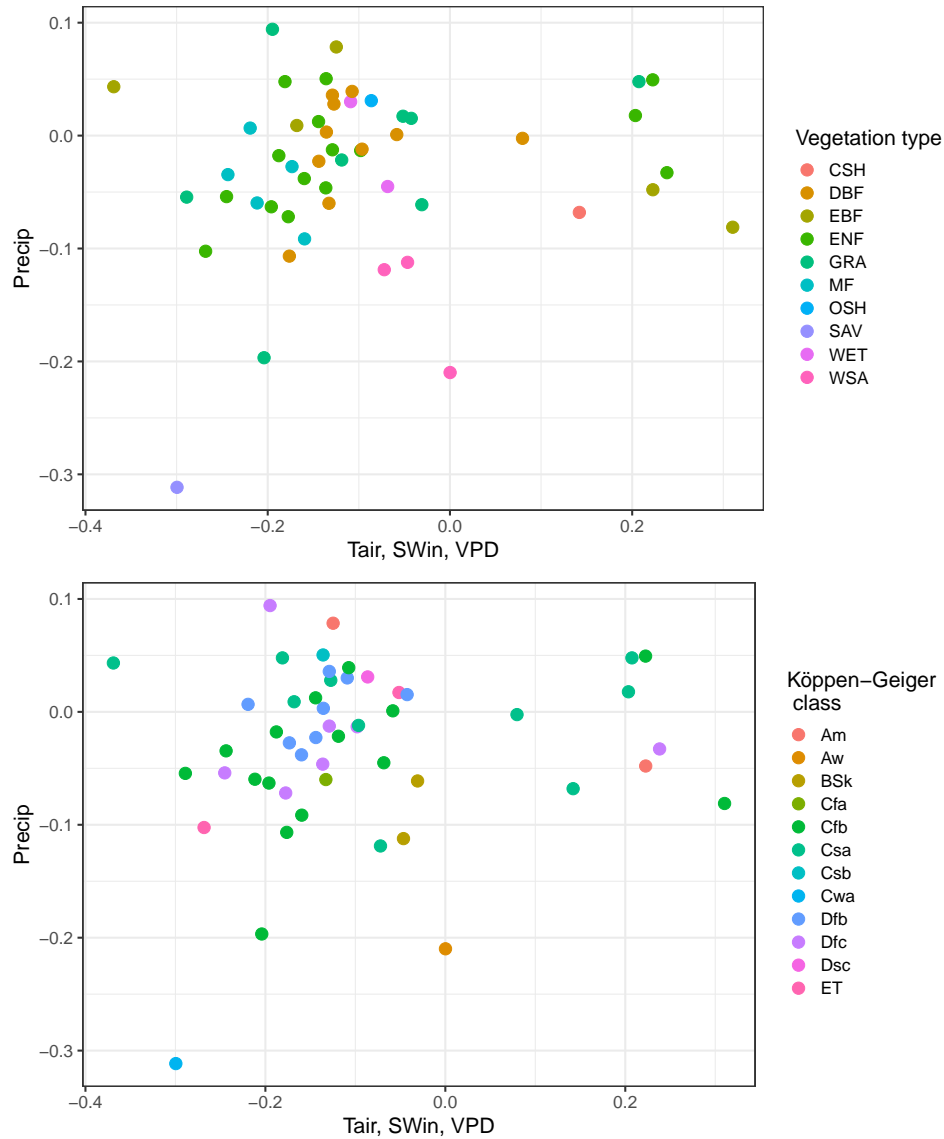 0.1
0.0
−0.1
−0.2
−0.3
Precip
−0.4
−0.2
0.0
0.2
Tair, SWin, VPD
Vegetation type
CSH
DBF
EBF
ENF
GRA
MF
OSH
SAV
WET
WSA
0.1
0.0
−0.1
−0.2
−0.3
Precip
−0.4
−0.2
0.0
0.2
Tair, SWin, VPD
Köppen−Geiger
class
Am
Aw
BSk
Cfa
Cfb
Csa
Csb
Cwa
Dfb
Dfc
Dsc
ET